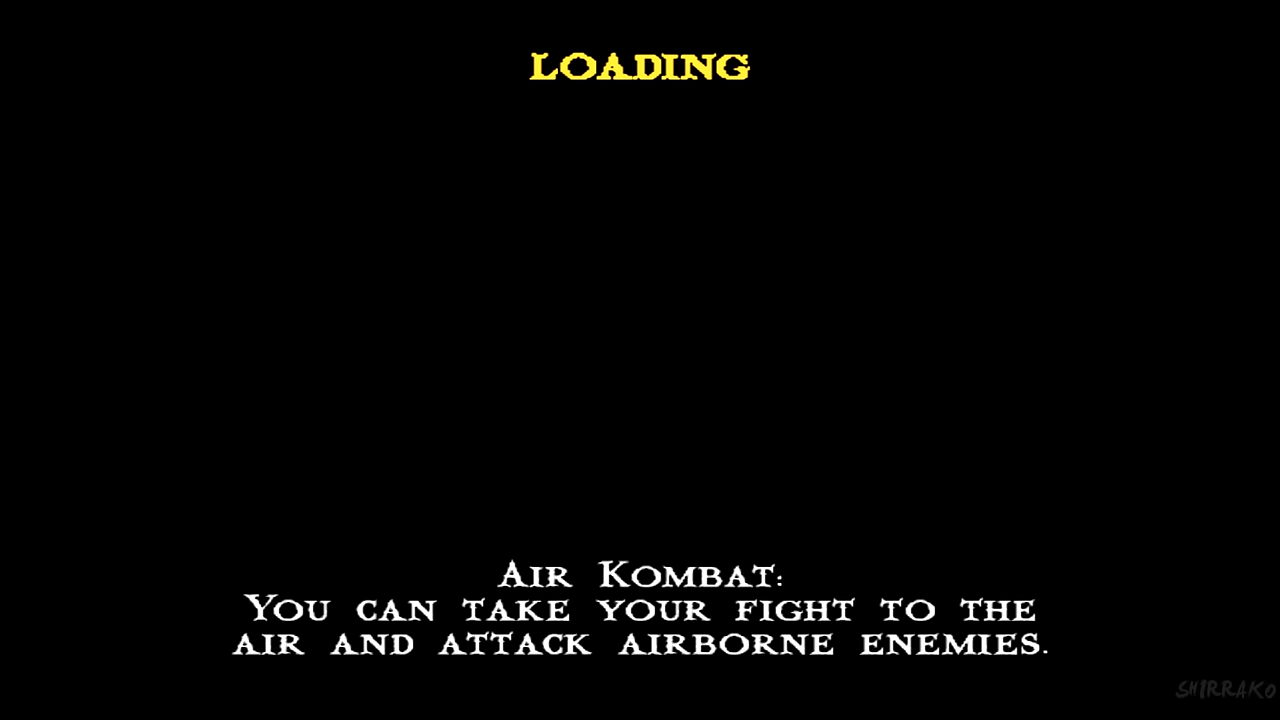 LOADING
AIR KOMBAT:
YOU CAN TAKE YOUR FIGHT TO THE
AIR AND ATTACK AIRBORNE ENEMIES.
SHIRRAKO